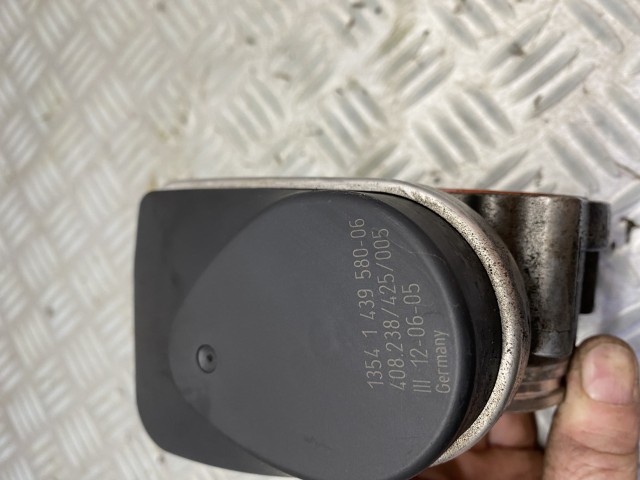 1354 1 439 580-06
408.238/425/005
III 12-06-05
Germany